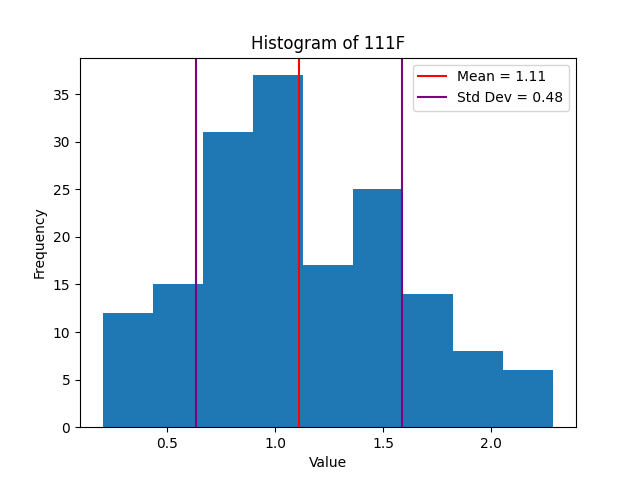 Histogram of 111F
Mean = 1.11
Std Dev = 0.48
Frequency
35
30
25
20
15
10
5
0
0.5 1.0 1.5 2.0
Value